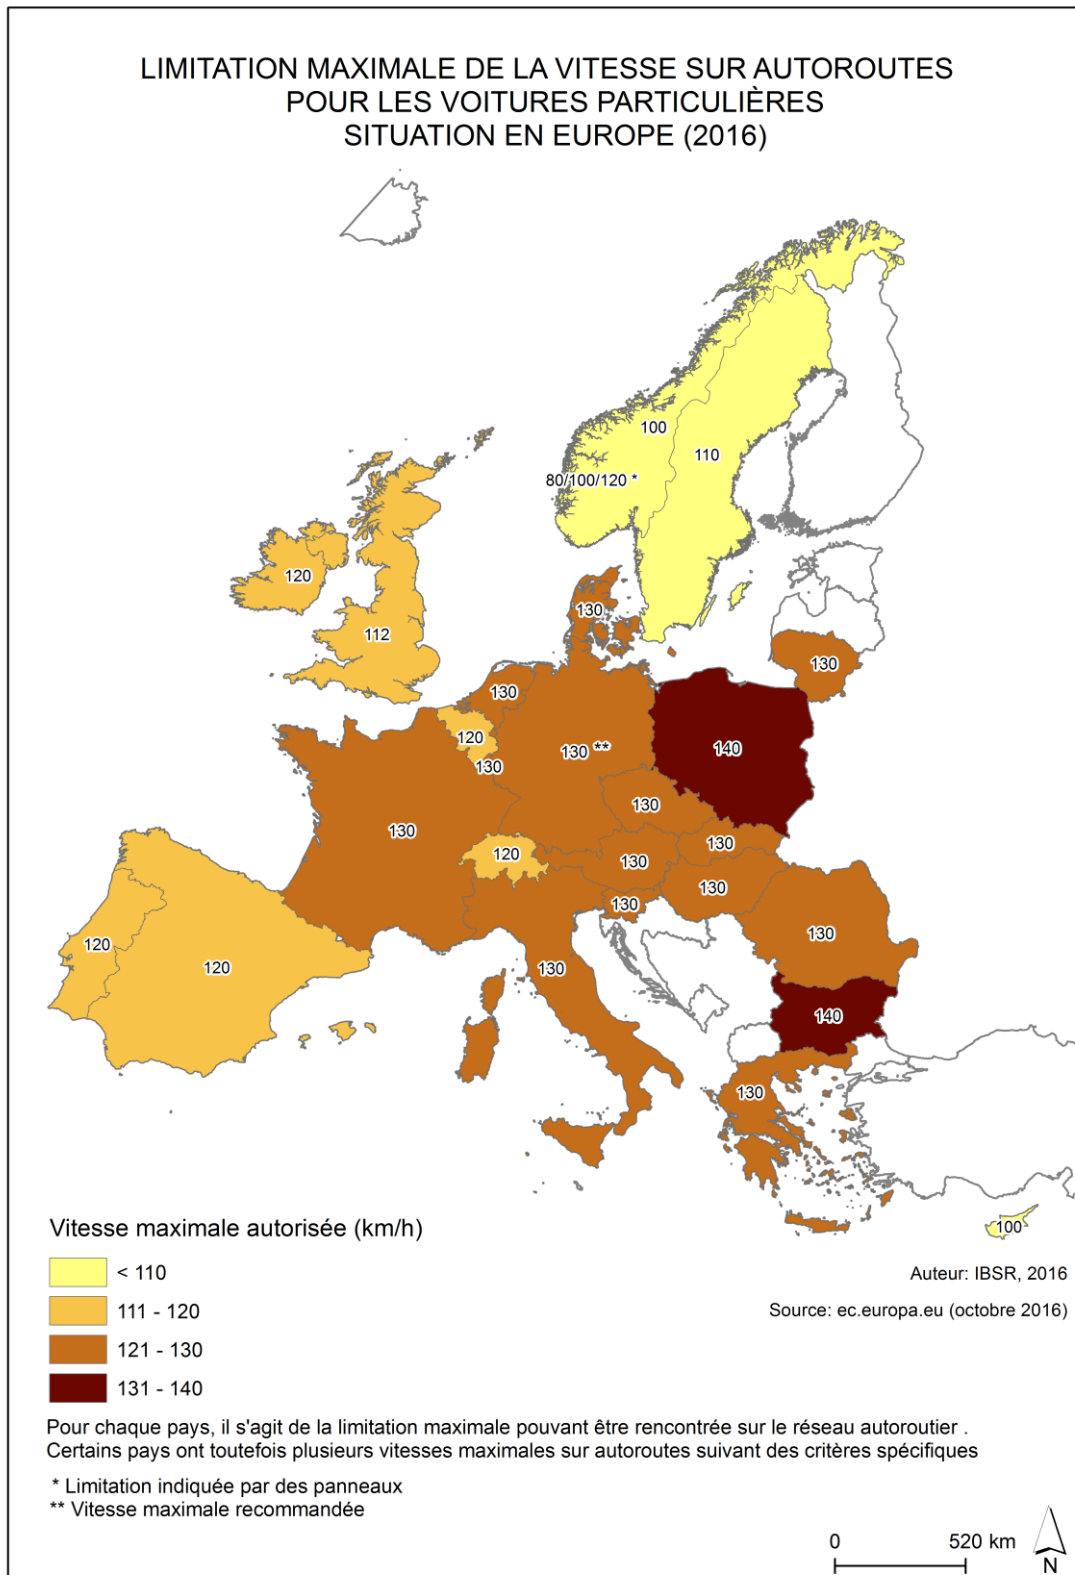 LIMITATION MAXIMALE DE LA VITESSE SUR AUTOROUTES
POUR LES VOITURES PARTICULIÈRES
SITUATION EN EUROPE (2016)
100
110
80/100/120 *
120
130
112
130
130
120
140
130 **
130
130
130
130
120
130
130
130
120
130
120
130
140
130
100
Vitesse maximale autorisée (km/h)
< 110
111 - 120
121 - 130
131 - 140
Auteur: IBSR, 2016
Source: ec.europa.eu (octobre 2016)
Pour chaque pays, il s'agit de la limitation maximale pouvant être rencontrée sur le réseau autoroutier .
Certains pays ont toutefois plusieurs vitesses maximales sur autoroutes suivant des critères spécifiques
* Limitation indiquée par des panneaux
** Vitesse maximale recommandée
0 520 km
N